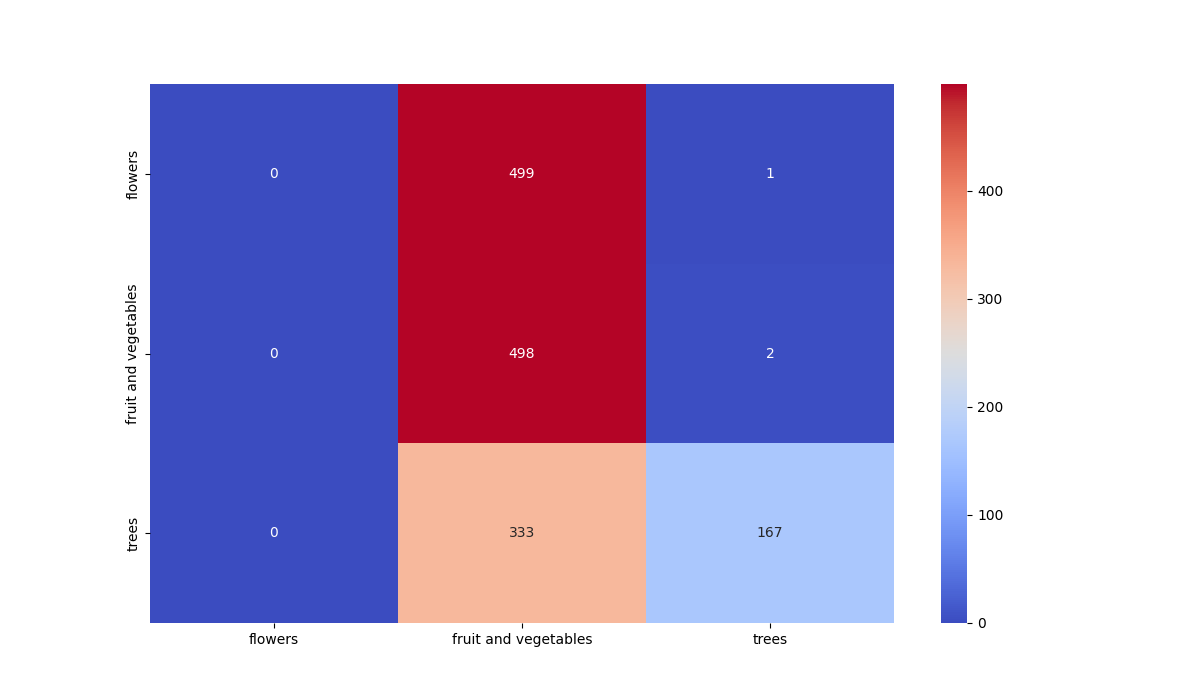 flowers 0 499 1
fruit and vegetables 0 498 2
trees 0 333 167
flowers fruit and vegetables trees
400
300
200
100
0